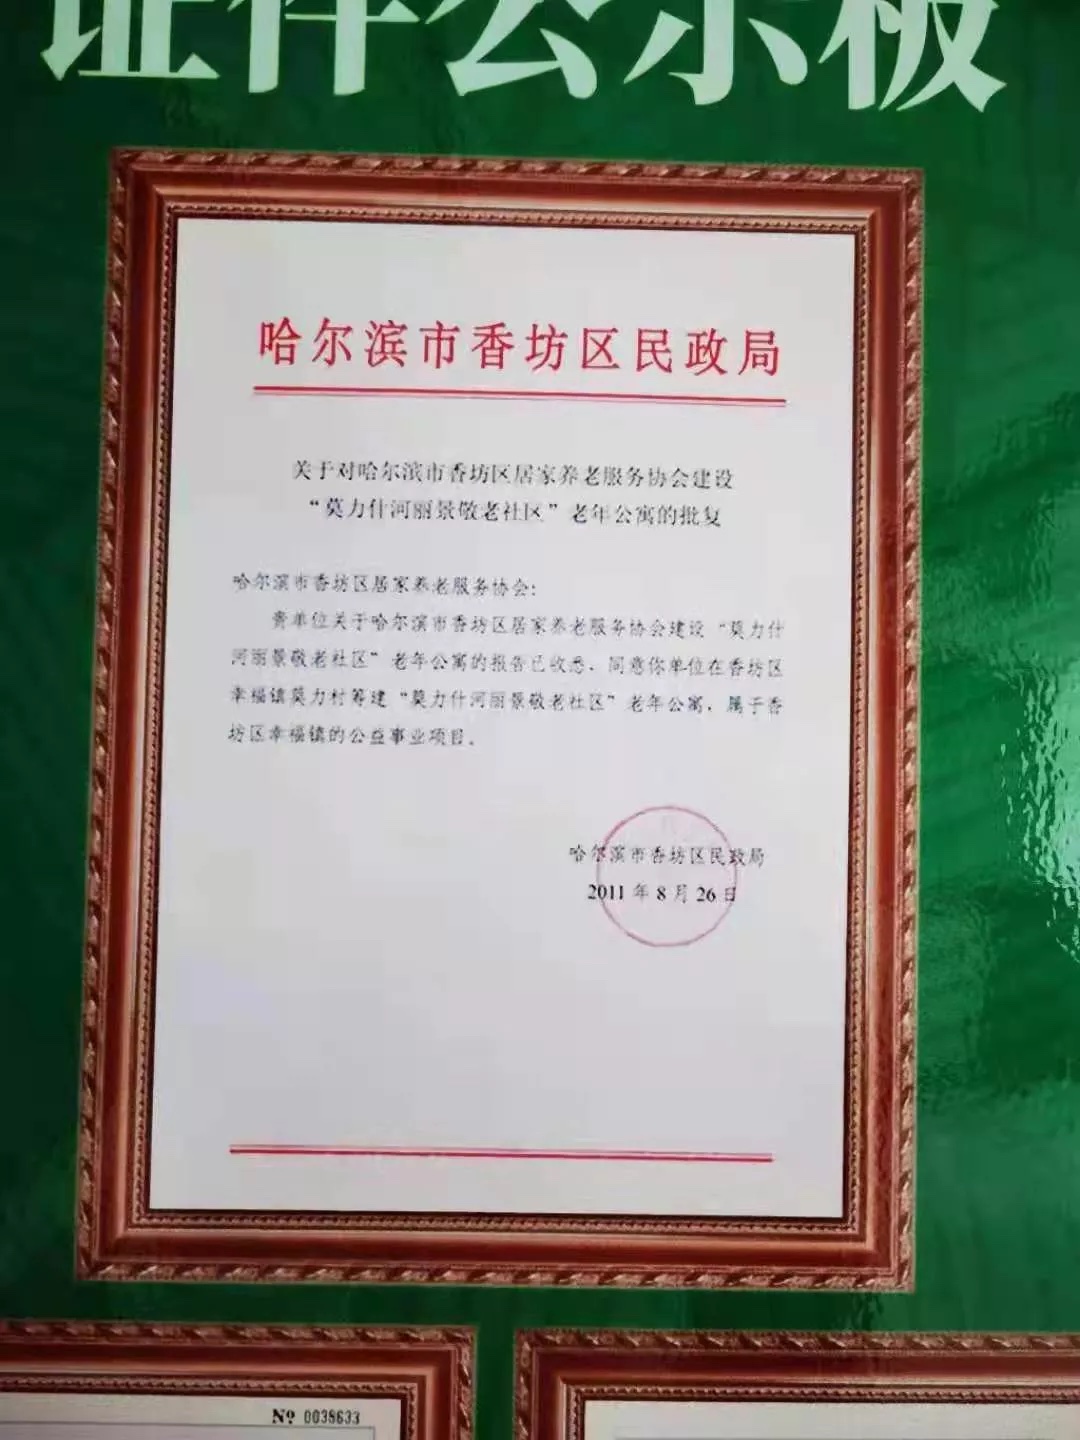 证件公示板
哈尔滨市香坊区民政局
关于对哈尔滨市香坊区居家养老服务协会建设
“莫力什河丽景敬老社区”老年公寓的批复
哈尔滨市香坊区居家养老服务协会：
贵单位关于哈尔滨市香坊区居家养老服务协会建设“莫力什
河丽景敬老社区”老年公寓的报告已收悉，同意你单位在香坊区
幸福镇莫力村筹建“莫力什河丽景敬老社区”老年公寓，属于香
坊区幸福镇的公益事业项目。
哈尔滨市香坊区民政局
2011年8月26日
№ 0038633